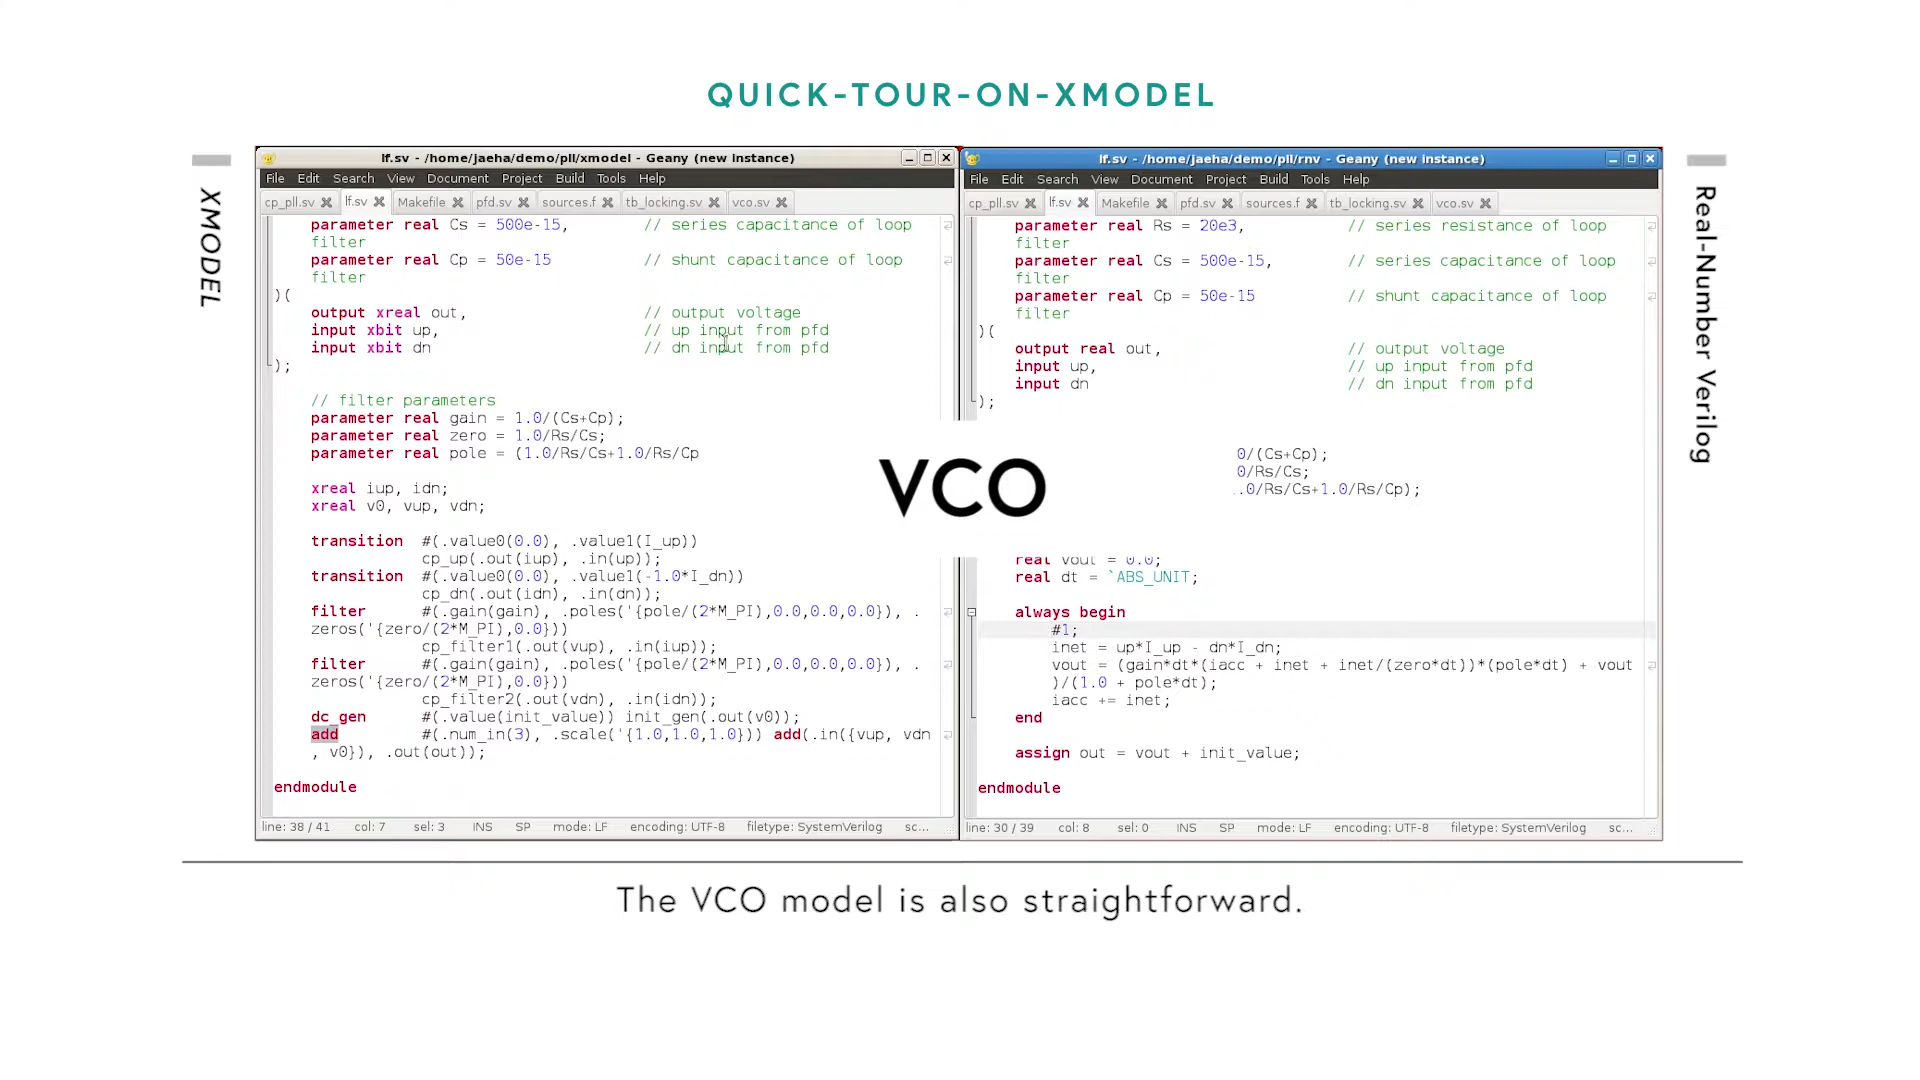 QUICK-TOUR-ON-XMODEL
XMODEL
lf.sv - /home/jaeha/demo/pll/xmodel - Geany (new instance)
File Edit Search View Document Project Build Tools Help
cp_pll.sv lf.sv Makefile pfd.sv sources.f tb_locking.sv vco.sv
parameter real Cs = 500e-15, // series capacitance of loop
filter
parameter real Cp = 50e-15 // shunt capacitance of loop
filter
)(
output xreal out, // output voltage
input xbit up, // up input from pfd
input xbit dn // dn input from pfd
);
// filter parameters
parameter real gain = 1.0/(Cs+Cp);
parameter real zero = 1.0/Rs/Cs;
parameter real pole = (1.0/Rs/Cs+1.0/Rs/Cp
xreal iup, idn;
xreal v0, vup, vdn;
transition #(.value0(0.0), .value1(I_up))
cp_up(.out(iup), .in(up));
transition #(.value0(0.0), .value1(-1.0*I_dn))
cp_dn(.out(idn), .in(dn));
filter #(.gain(gain), .poles('{pole/(2*M_PI),0.0,0.0,0.0}), .
zeros('{zero/(2*M_PI),0.0}))
cp_filter1(.out(vup), .in(iup));
filter #(.gain(gain), .poles('{pole/(2*M_PI),0.0,0.0,0.0}), .
zeros('{zero/(2*M_PI),0.0}))
cp_filter2(.out(vdn), .in(idn));
dc_gen #(.value(init_value)) init_gen(.out(v0));
add #(.num_in(3), .scale('{1.0,1.0,1.0})) add(.in({vup, vdn
, v0}), .out(out));
endmodule
line: 38 / 41 col: 7 sel: 3 INS SP mode: LF encoding: UTF-8 filetype: SystemVerilog sc...
VCO
lf.sv - /home/jaeha/demo/pll/rnv - Geany (new instance)
File Edit Search View Document Project Build Tools Help
cp_pll.sv lf.sv Makefile pfd.sv sources.f tb_locking.sv vco.sv
parameter real Rs = 20e3, // series resistance of loop
filter
parameter real Cs = 500e-15, // series capacitance of loop
filter
parameter real Cp = 50e-15 // shunt capacitance of loop
filter
)(
output real out, // output voltage
input up, // up input from pfd
input dn // dn input from pfd
);
0/(Cs+Cp);
0/Rs/Cs;
.0/Rs/Cs+1.0/Rs/Cp);
real vout = 0.0;
real dt = `ABS_UNIT;
always begin
#1;
inet = up*I_up - dn*I_dn;
vout = (gain*dt*(iacc + inet + inet/(zero*dt))*(pole*dt) + vout
)/(1.0 + pole*dt);
iacc += inet;
end
assign out = vout + init_value;
endmodule
line: 30 / 39 col: 8 sel: 0 INS SP mode: LF encoding: UTF-8 filetype: SystemVerilog sc...
Real-Number Verilog
The VCO model is also straightforward.